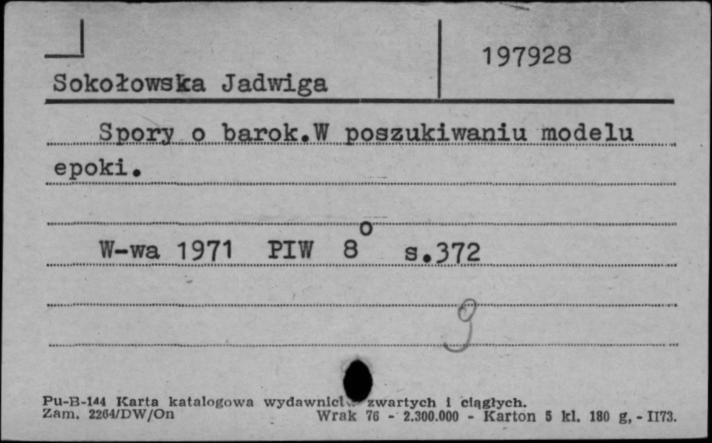 197928
Sokołowska Jadwiga
Spory o barok.W poszukiwaniu modelu
epoki.
W-wa 1971 PIW 8° s.372
9
Pu-B-144 Karta katalogowa wydawnict zwartych i ciągłych.
Zam. 2264/DW/On Wrak 76 - 2.300.000 - Karton 5 kl. 180 g, - II73.